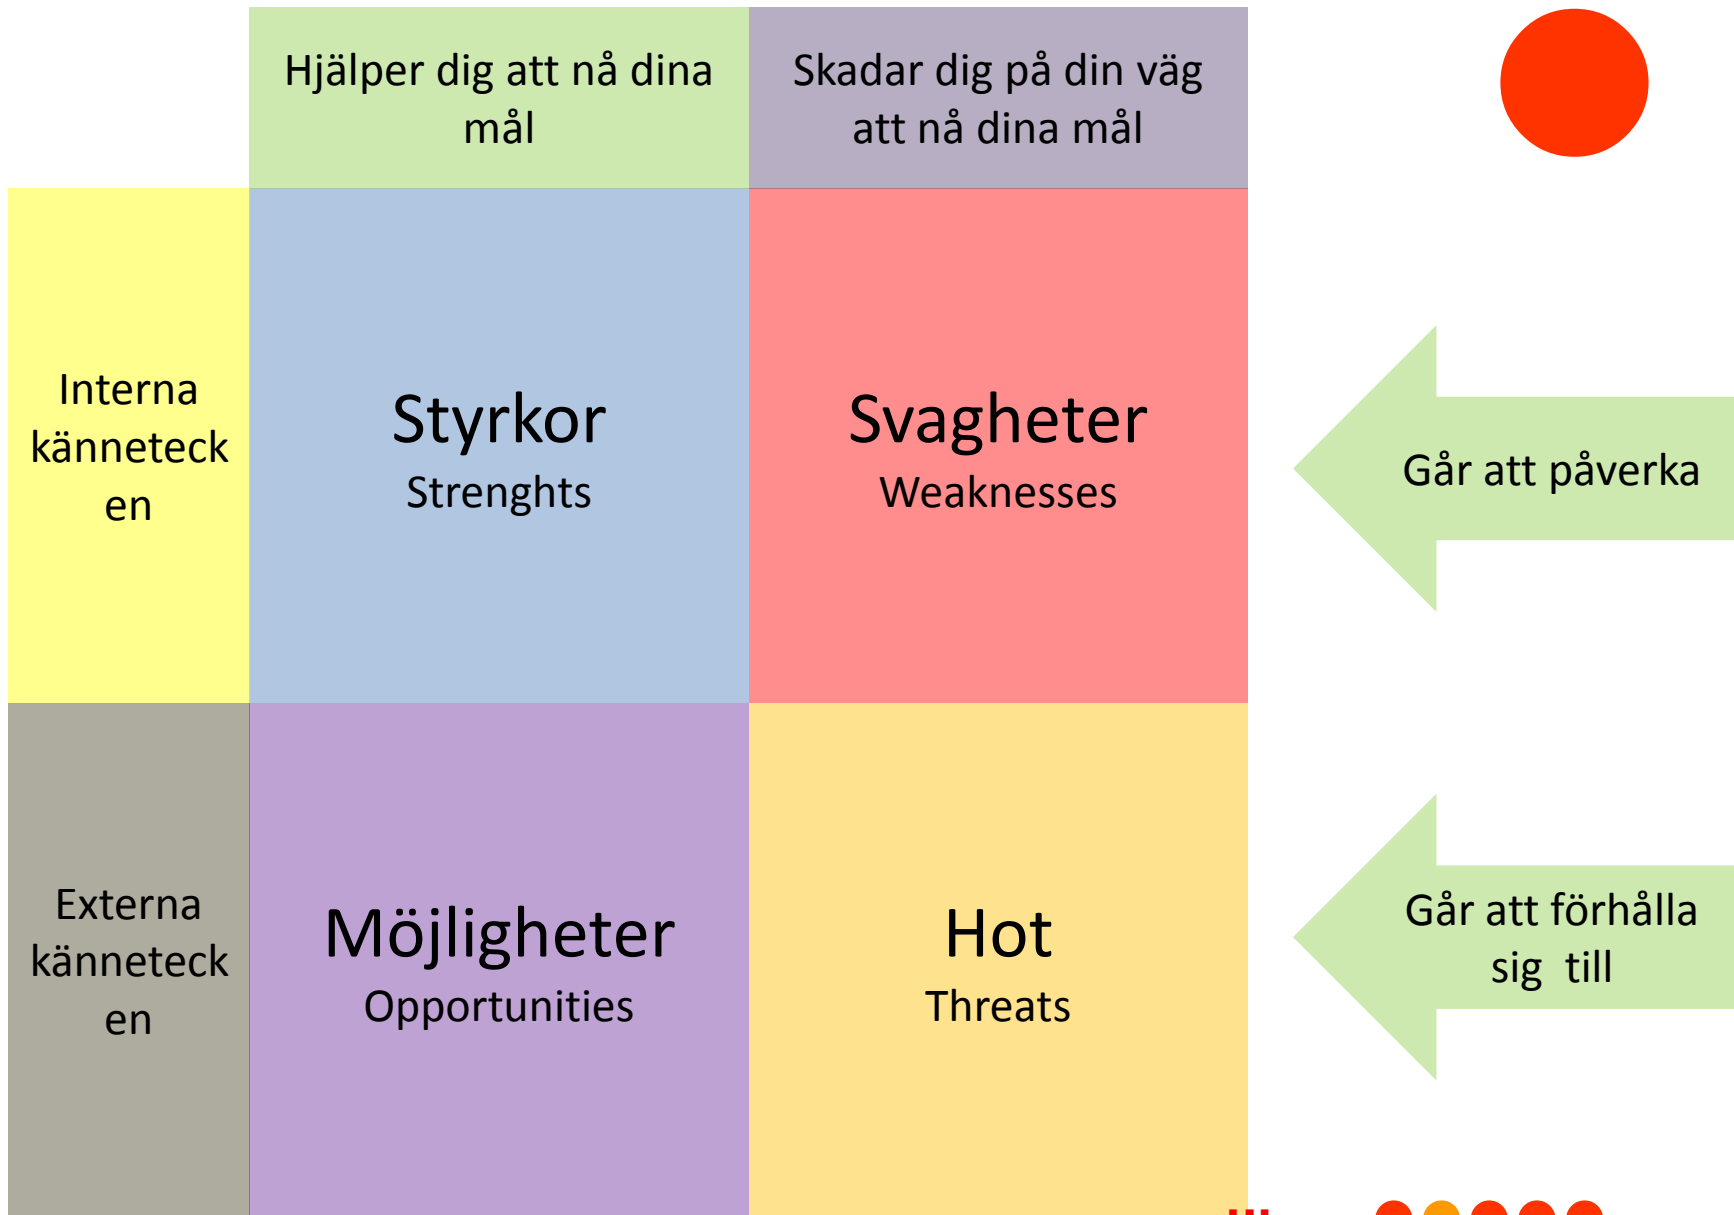 Hjälper dig att nå dina
mål
Skadar dig på din väg
att nå dina mål
Interna
känneteck
en
Styrkor
Strenghts
Svagheter
Weaknesses
Går att påverka
Externa
känneteck
en
Möjligheter
Opportunities
Hot
Threats
Går att förhålla
sig till